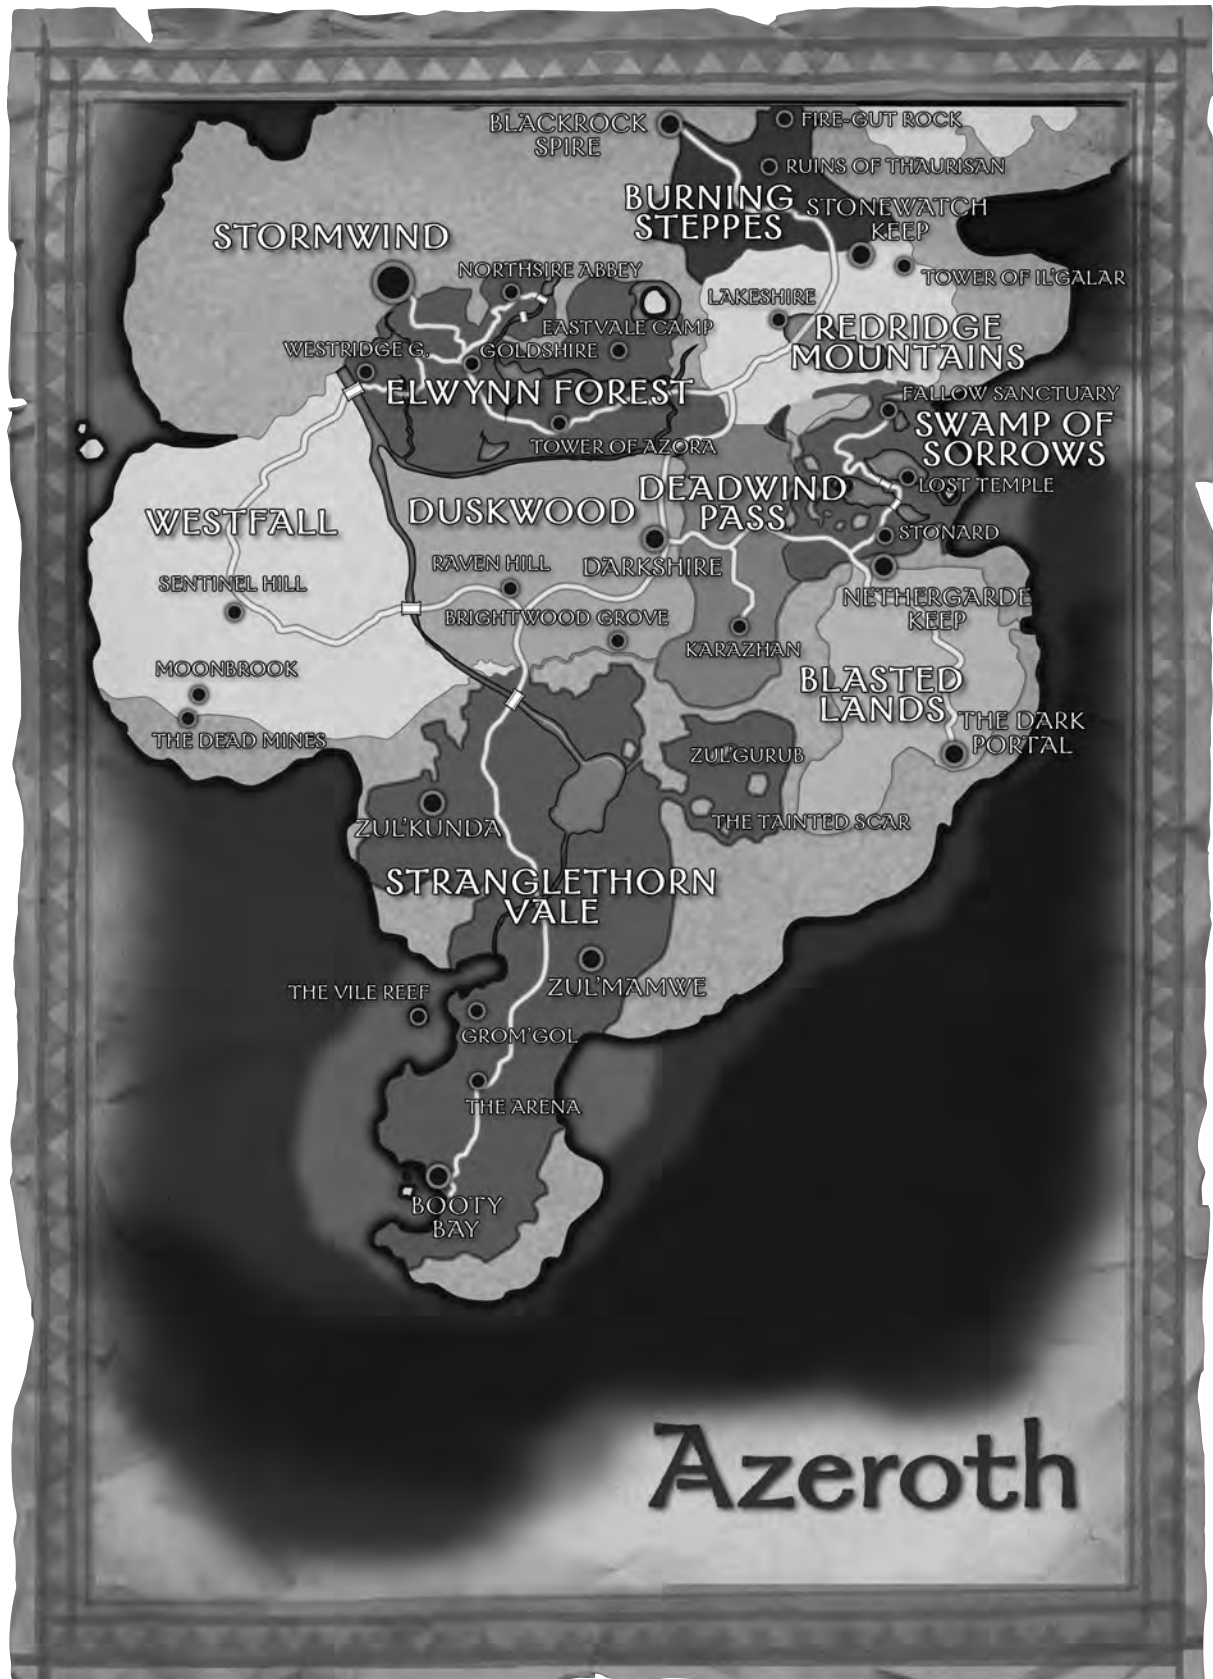 BLACKROCK
SPIRE
FIRE-GUT ROCK
RUINS OF THAURISAN
BURNING
STEPPES
STONEWATCH
KEEP
STORMWIND
NORTHSIRE ABBEY
TOWER OF IL'GALAR
LAKESHIRE
EASTVALE CAMP
REDRIDGE
MOUNTAINS
WESTRIDGE G.
GOLDSHIRE
ELWYNN FOREST
FALLOW SANCTUARY
SWAMP OF
SORROWS
TOWER OF AZORA
LOST TEMPLE
DEADWIND
PASS
DUSKWOOD
WESTFALL
STONARD
RAVEN HILL
DARKSHIRE
SENTINEL HILL
NETHERGARDE
KEEP
BRIGHTWOOD GROVE
KARAZHAN
MOONBROOK
BLASTED
LANDS
THE DARK
PORTAL
THE DEAD MINES
ZUL'GURUB
THE TAINTED SCAR
ZUL'KUNDA
STRANGLETHORN
VALE
ZUL'MAMWE
THE VILE REEF
GROM'GOL
THE ARENA
BOOTY
BAY
Azeroth